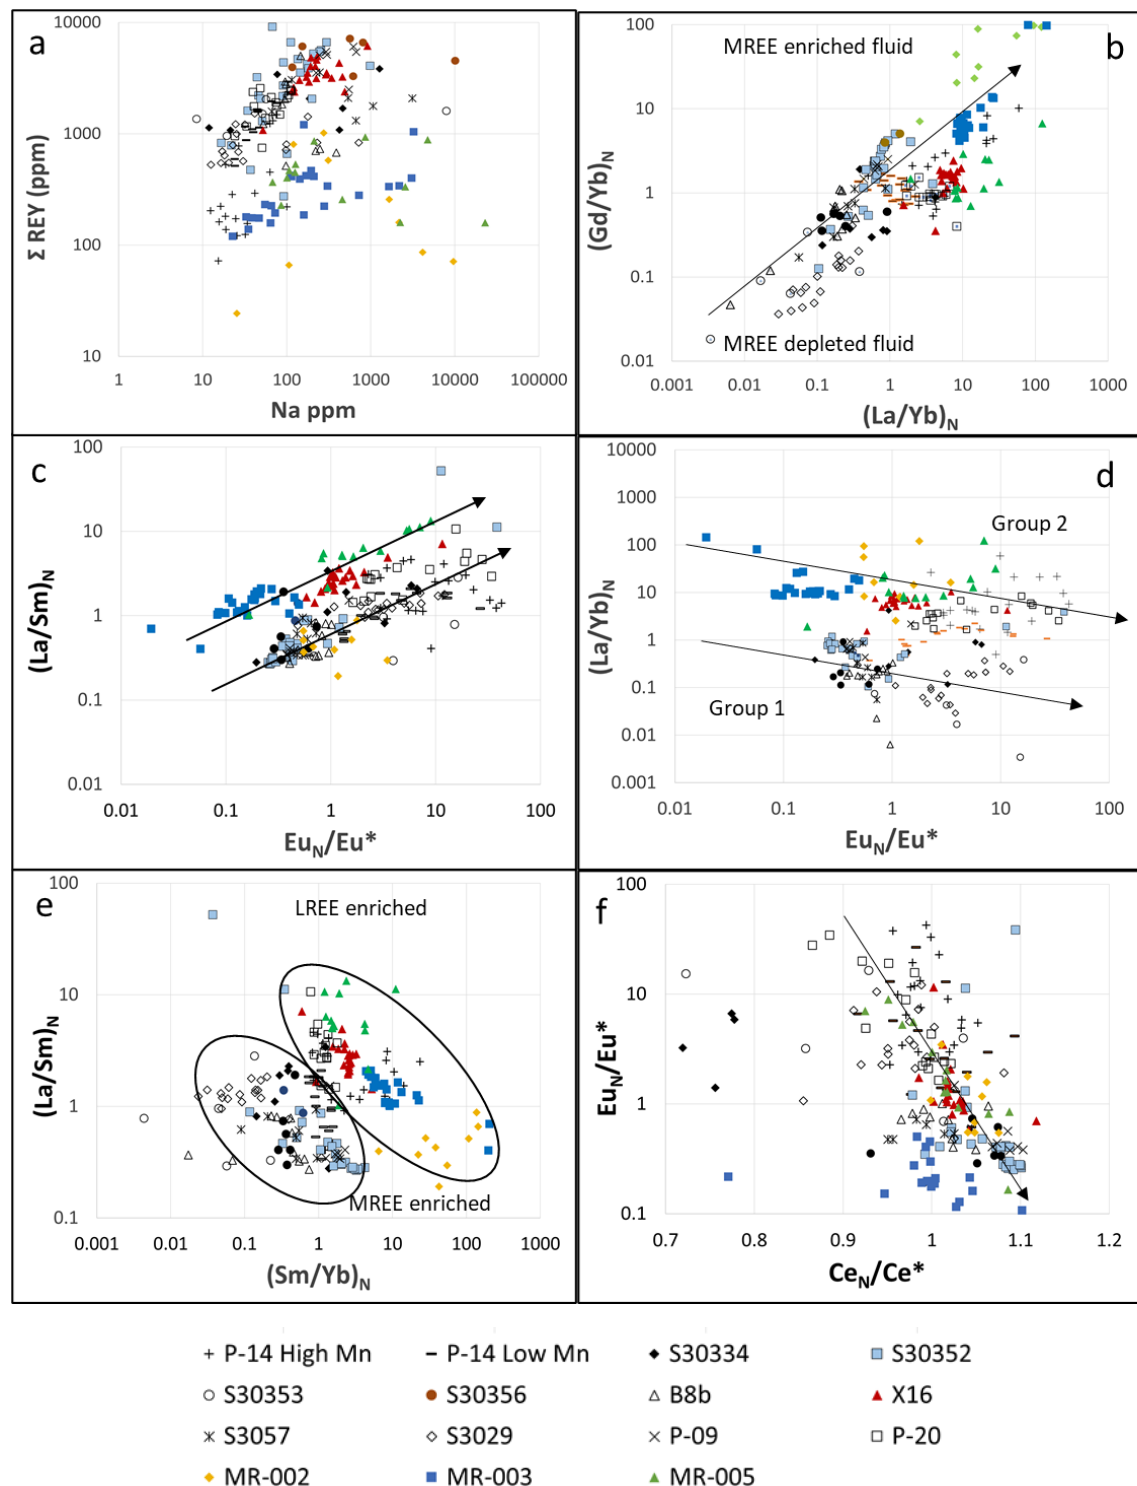 a
10000
1000
100
10
1
10
100
1000
10000
100000
Σ REY (ppm)
Na ppm
b
MREE enriched fluid
MREE depleted fluid
100
10
1
0.1
0.01
0.001
0.01
0.1
1
10
100
1000
(Gd/Yb)N
(La/Yb)N
c
100
10
1
0.1
0.01
0.01
0.1
1
10
100
(La/Sm)N
EuN/Eu*
d
Group 2
Group 1
10000
1000
100
10
1
0.1
0.01
0.001
0.01
0.1
1
10
100
(La/Yb)N
EuN/Eu*
e
LREE enriched
MREE enriched
100
10
1
0.1
0.001
0.01
0.1
1
10
100
1000
(La/Sm)N
(Sm/Yb)N
f
100
10
1
0.1
0.7
0.8
0.9
1
1.1
1.2
EuN/Eu*
CeN/Ce*
P-14 High Mn
P-14 Low Mn
S30334
S30352
S30353
S30356
B8b
X16
S3057
S3029
P-09
P-20
MR-002
MR-003
MR-005